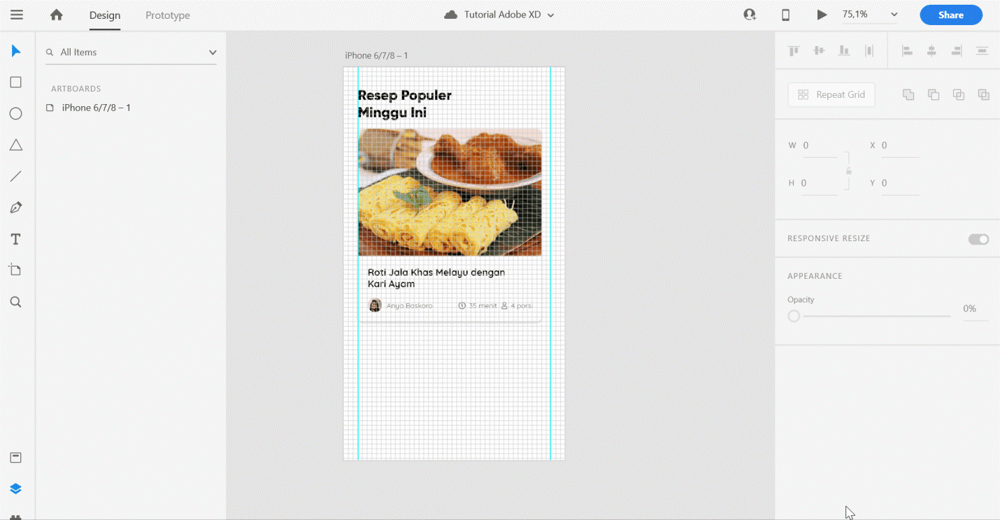 Design
Prototype
Tutorial Adobe XD
75,1%
Share
All Items
ARTBOARDS
iPhone 6/7/8 – 1
iPhone 6/7/8 – 1
Resep Populer
Minggu Ini
Roti Jala Khas Melayu dengan
Kari Ayam
Anya Baskoro
35 menit
4 pors
Repeat Grid
W 0
X 0
H 0
Y 0
RESPONSIVE RESIZE
APPEARANCE
Opacity
0%